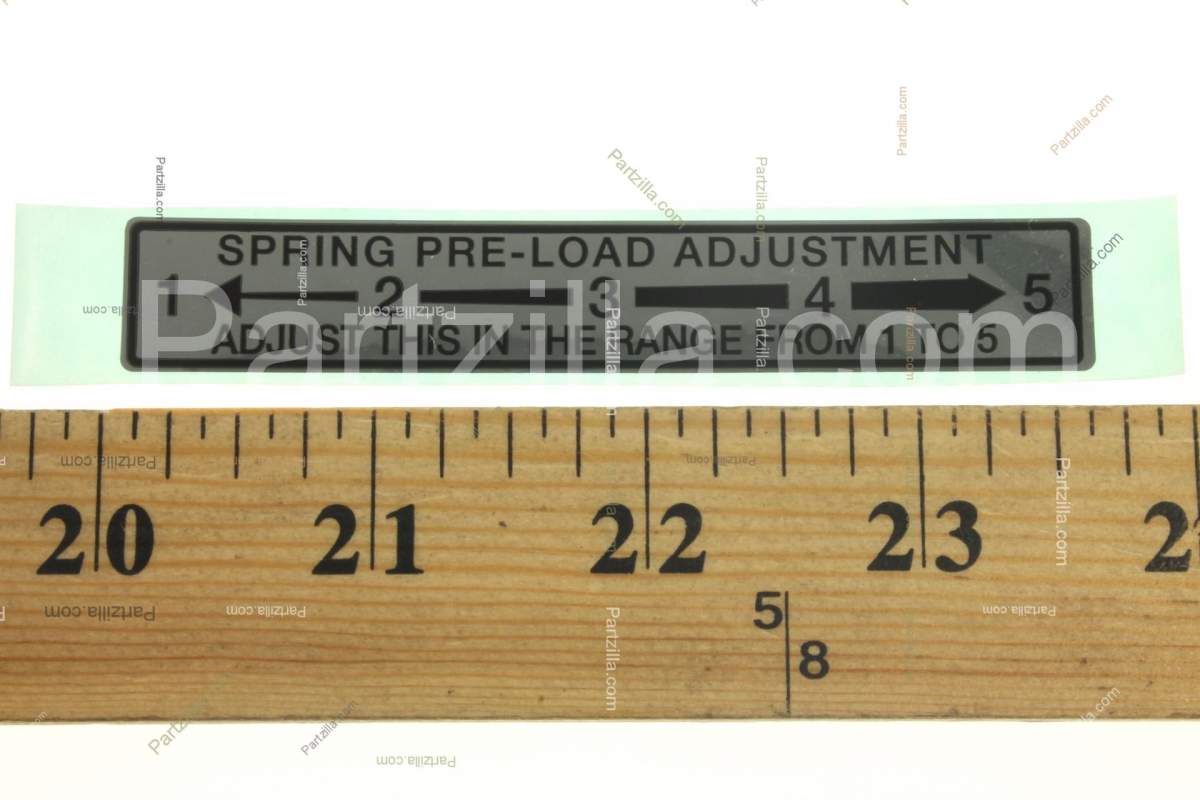 SPRING PRE-LOAD ADJUSTMENT
1 2 3 4 5
ADJUST THIS IN THE RANGE FROM 1 TO 5
Partzilla.com
20 21 22 23 2
5
8